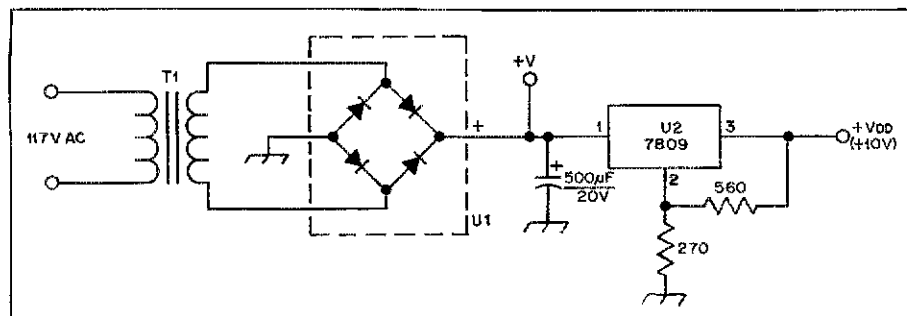 T1
117V AC
+
U1
+V
+
500µF
20V
1
U2
7809
3
2
560
270
+VDD
(+10V)